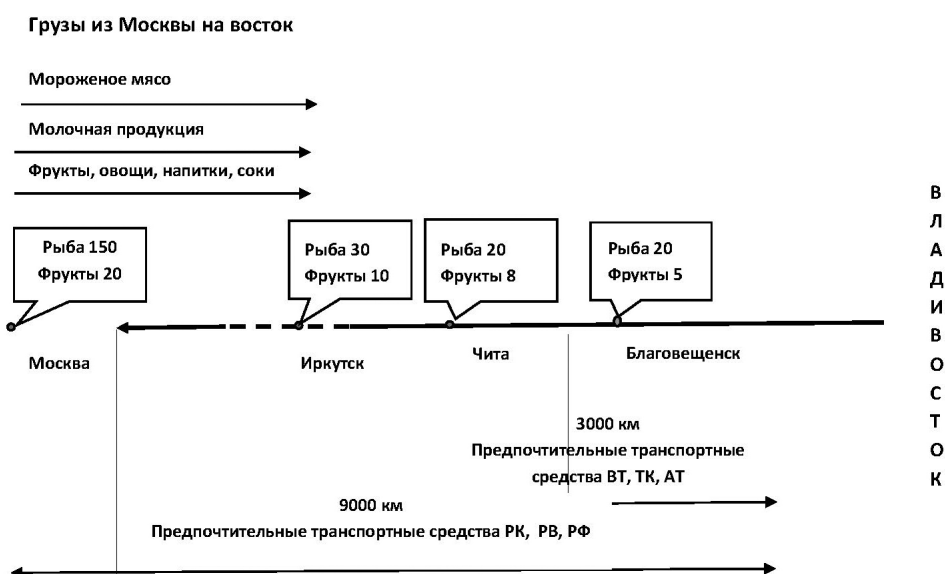 Грузы из Москвы на восток
Мороженое мясо
Молочная продукция
Фрукты, овощи, напитки, соки
Рыба 150
Фрукты 20
Рыба 30
Фрукты 10
Рыба 20
Фрукты 8
Рыба 20
Фрукты 5
Москва
Иркутск
Чита
Благовещенск
В
Л
А
Д
И
В
О
С
Т
О
К
3000 км
Предпочтительные транспортные
средства ВТ, ТК, АТ
9000 км
Предпочтительные транспортные средства РК, РВ, РФ